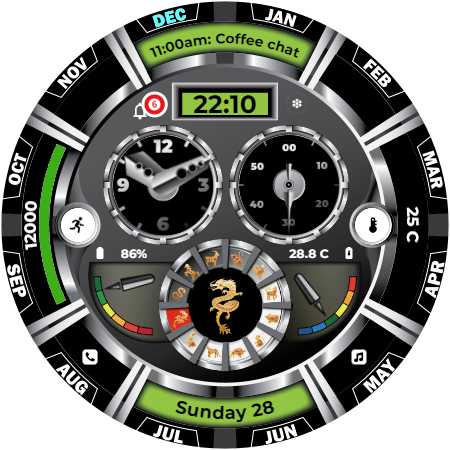 DEC
JAN
NOV
11:00am: Coffee chat
FEB
6
22:10
12
9
3
6
00
50
10
40
20
30
OCT
MAR
12000
25 C
86%
28.8 C
SEP
APR
AUG
MAY
Sunday 28
JUL
JUN